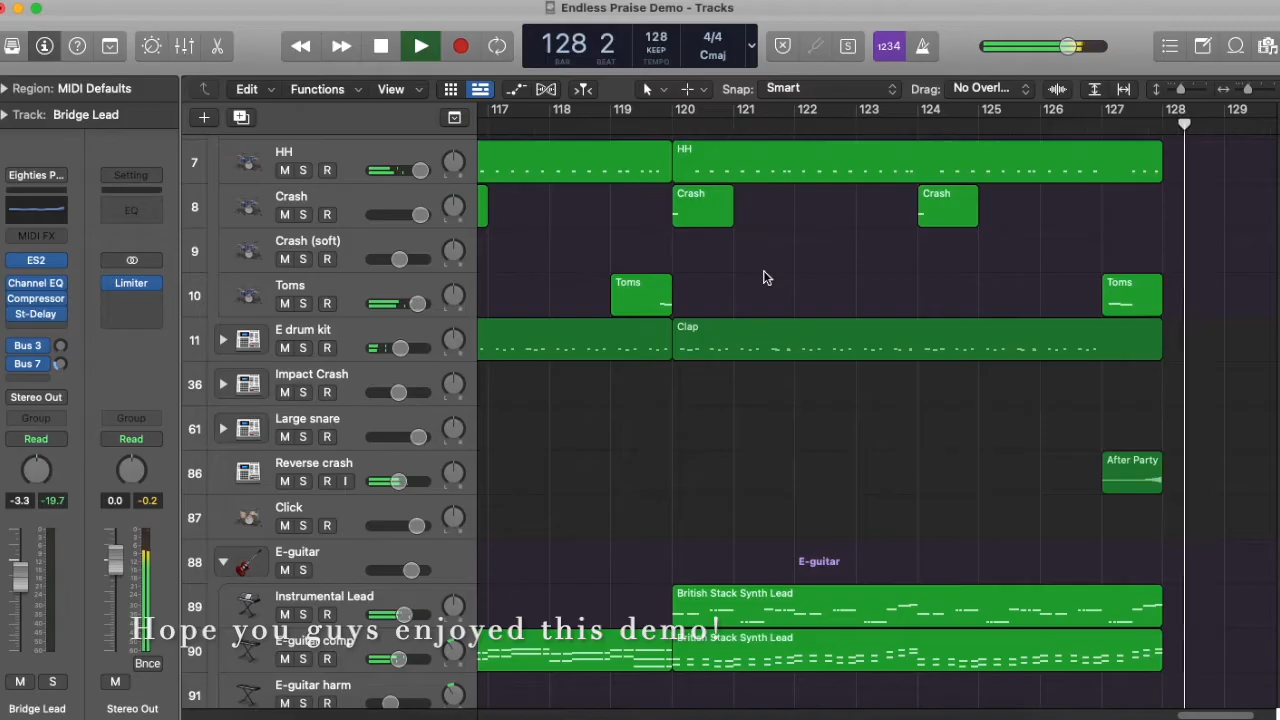 Endless Praise Demo - Tracks
128 2
BAR BEAT
128
KEEP
TEMPO
4/4
Cmaj
1234
Region: MIDI Defaults
Track: Bridge Lead
Edit Functions View
Snap: Smart
Drag: No Overl...
117 118 119 120 121 122 123 124 125 126 127 128 129
Eighties P...
MIDI FX
ES2
Channel EQ
Compressor
St-Delay
Bus 3
Bus 7
Stereo Out
Group
Read
-3.3 -19.7
M S
Bridge Lead
Setting
EQ
Limiter
Group
Read
0.0 -0.2
Bnce
M
Stereo Out
7 HH
M S R
HH
8 Crash
M S R
Crash
Crash
9 Crash (soft)
M S R
10 Toms
M S R
Toms
Toms
11 E drum kit
M S R
Clap
36 Impact Crash
M S R
61 Large snare
M S R
86 Reverse crash
M S R I
After Party
87 Click
M S R
88 E-guitar
M S
E-guitar
89 Instrumental Lead
M S R
British Stack Synth Lead
Hope you guys enjoyed this demo!
90 E-guitar comp
M S R
British Stack Synth Lead
91 E-guitar harm
M S R